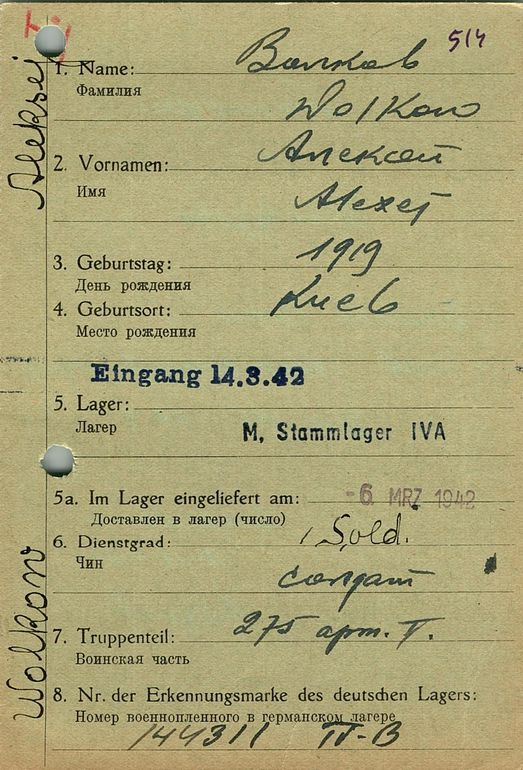 514
1. Name: Волков
Фамилия
Wolkow
2. Vornamen: Алексей
Имя
Alexej
3. Geburtstag: 1919
День рождения
4. Geburtsort: Киев
Место рождения
Eingang 14.3.42
5. Lager:
Лагер
M. Stammlager IVA
5a. Im Lager eingeliefert am: -6. MRZ 1942
Доставлен в лагер (число)
6. Dienstgrad: Sold.
Чин
солдат
7. Truppenteil: 275 арт. п.
Воинская часть
8. Nr. der Erkennungsmarke des deutschen Lagers:
Номер военнопленного в германском лагере
144311 IV-B
Wolkow
Aleksej